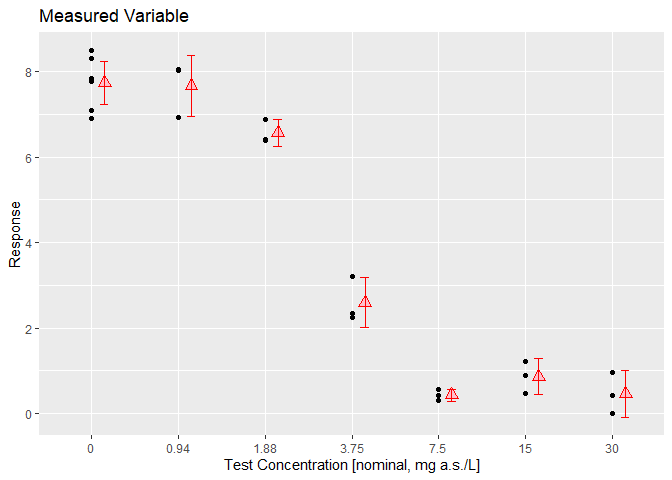 Measured Variable
8
6
4
2
0
Response
0 0.94 1.88 3.75 7.5 15 30
Test Concentration [nominal, mg a.s./L]